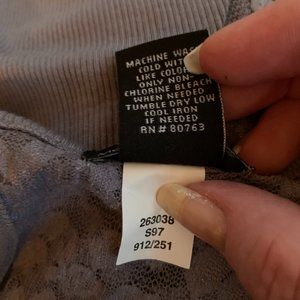 MACHINE WASH
COLD WITH
LIKE COLORS
ONLY NON-
CHLORINE BLEACH
WHEN NEEDED
TUMBLE DRY LOW
COOL IRON
IF NEEDED
RN# 80763
263038
S97
912/251